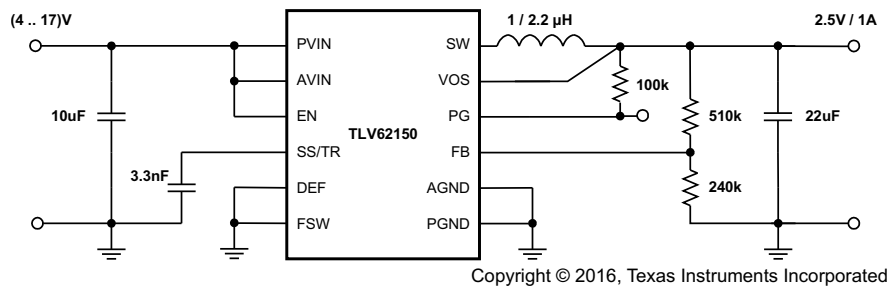 (4 .. 17)V
1 / 2.2 µH
2.5V / 1A
PVIN
SW
AVIN
VOS
100k
10uF
EN
PG
510k
22uF
TLV62150
SS/TR
FB
3.3nF
DEF
AGND
240k
FSW
PGND
Copyright © 2016, Texas Instruments Incorporated